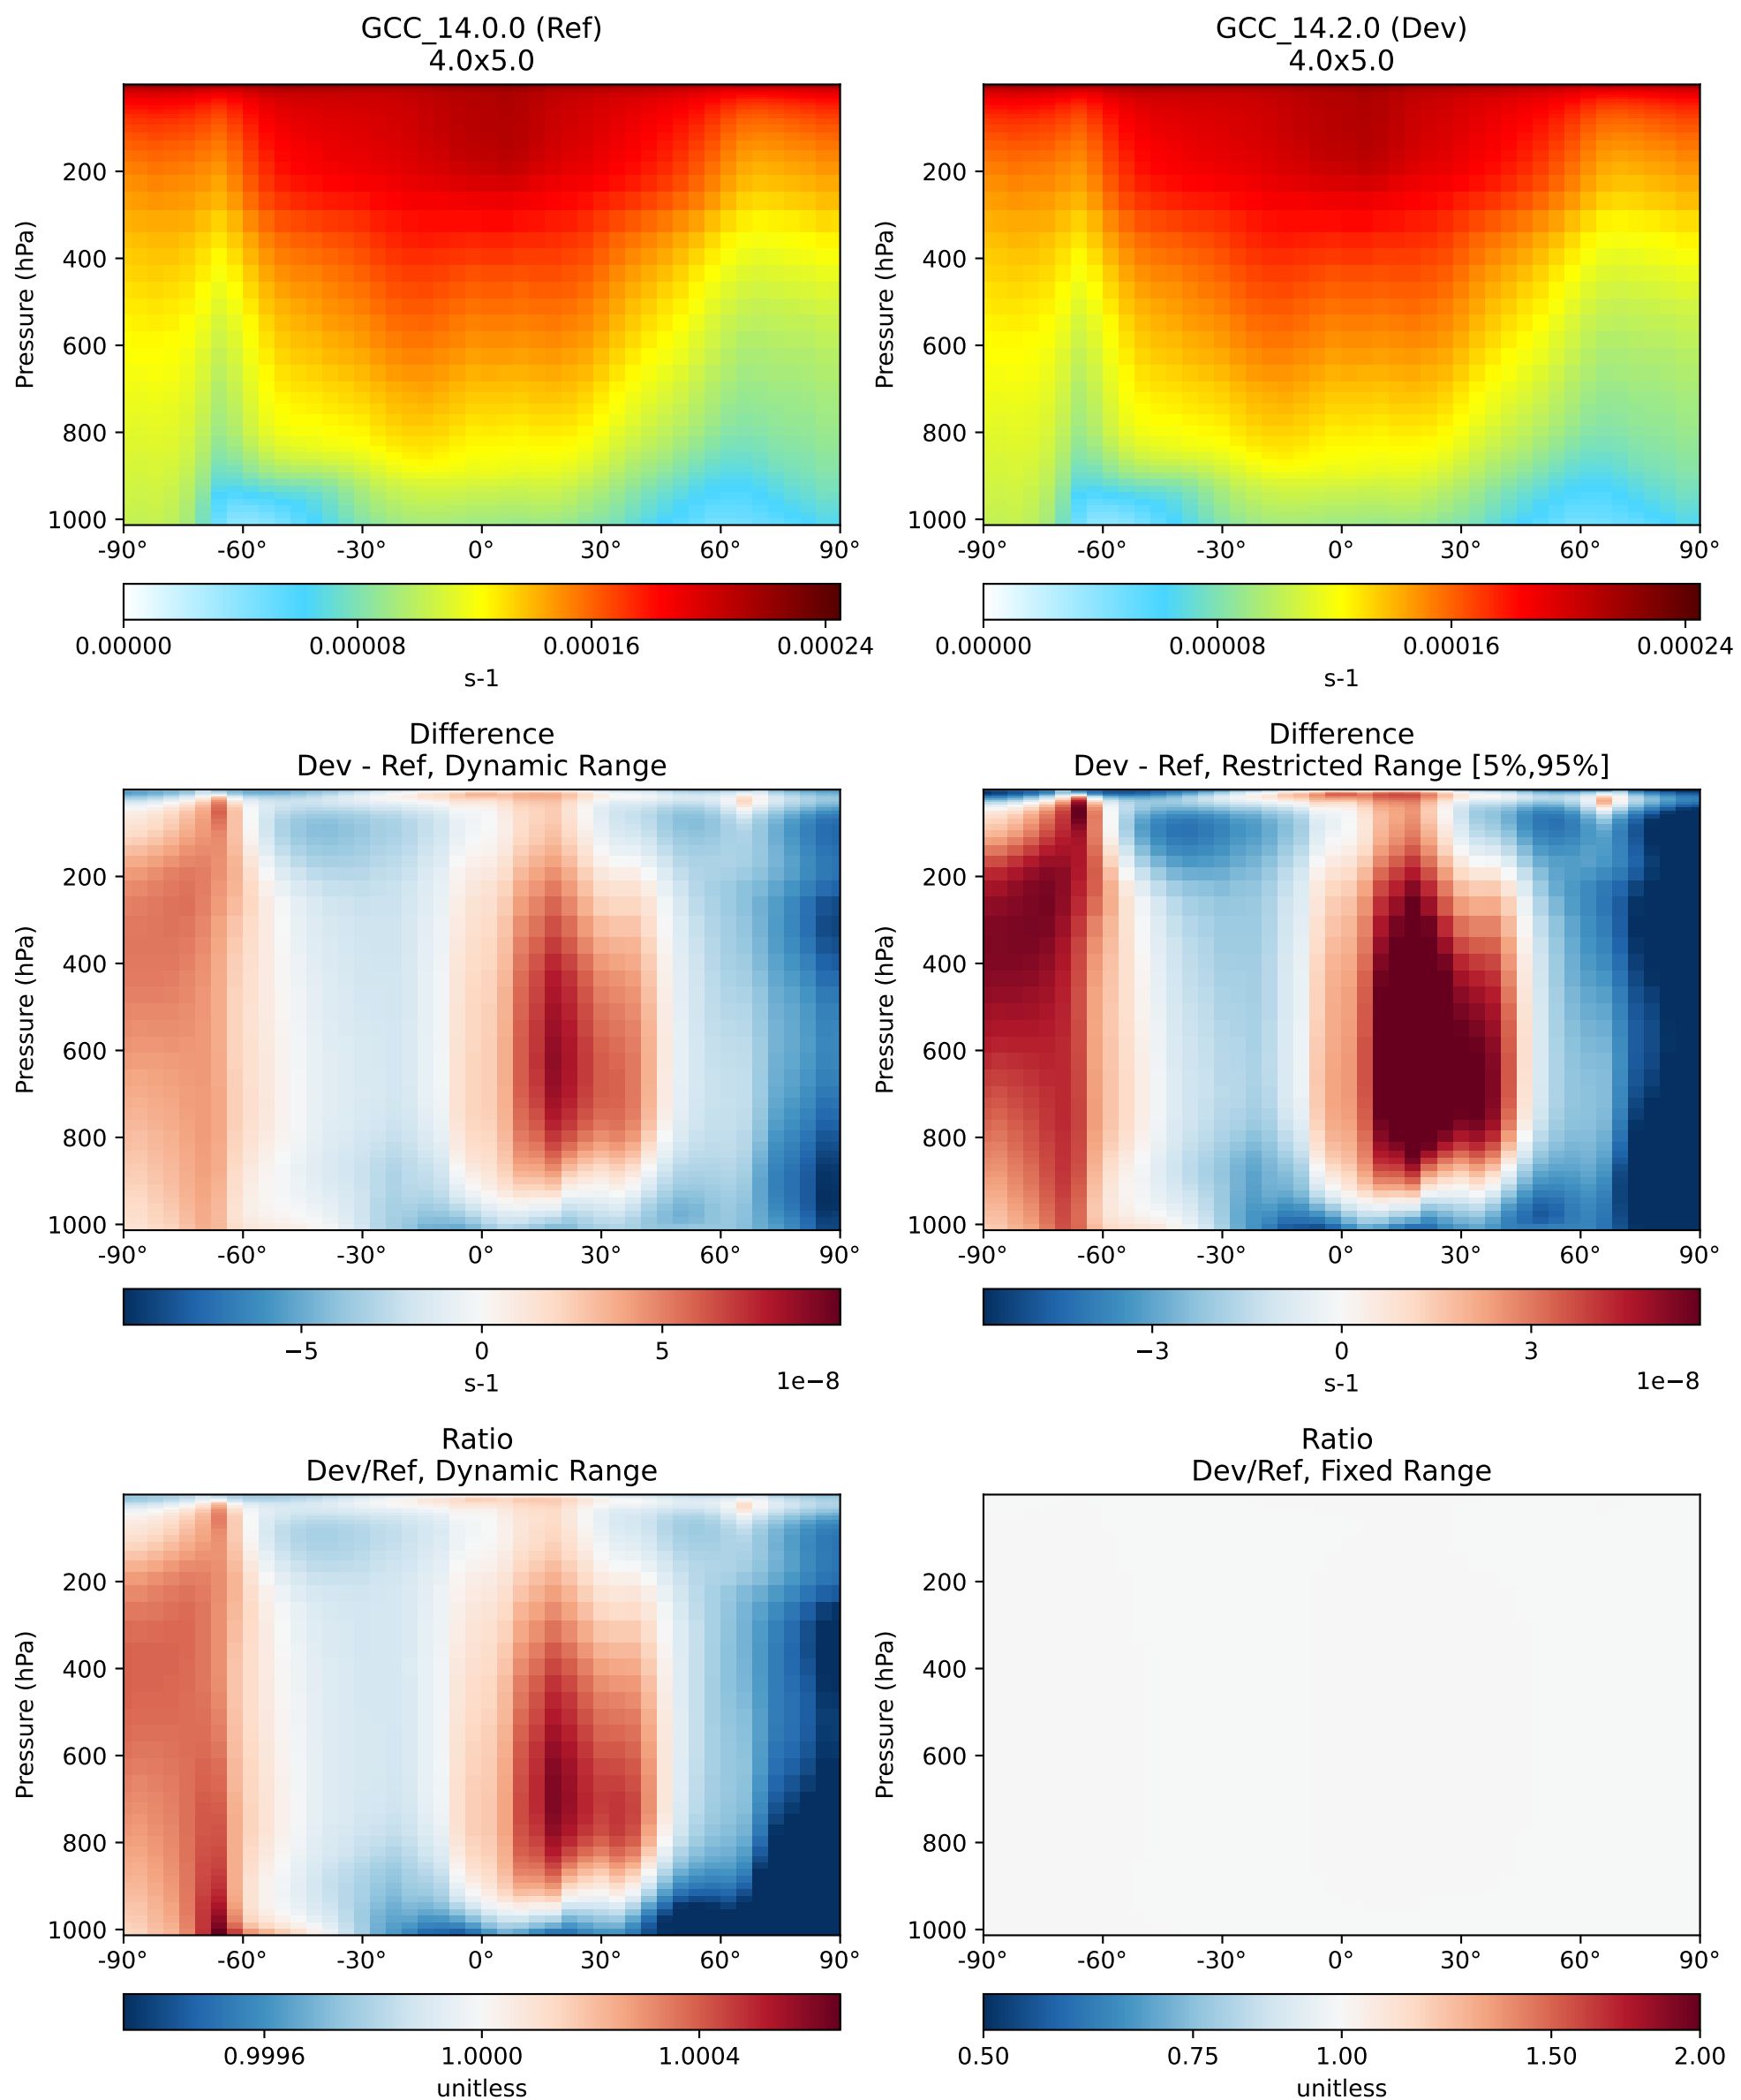 GCC_14.0.0 (Ref)
4.0x5.0
GCC_14.2.0 (Dev)
4.0x5.0
Pressure (hPa)
200
400
600
800
1000
-90° -60° -30° 0° 30° 60° 90°
0.00000 0.00008 0.00016 0.00024
s-1
Pressure (hPa)
200
400
600
800
1000
-90° -60° -30° 0° 30° 60° 90°
0.00000 0.00008 0.00016 0.00024
s-1
Difference
Dev - Ref, Dynamic Range
Pressure (hPa)
200
400
600
800
1000
-90° -60° -30° 0° 30° 60° 90°
−5 0 5
s-1 1e−8
Difference
Dev - Ref, Restricted Range [5%,95%]
Pressure (hPa)
200
400
600
800
1000
-90° -60° -30° 0° 30° 60° 90°
−3 0 3
s-1 1e−8
Ratio
Dev/Ref, Dynamic Range
Pressure (hPa)
200
400
600
800
1000
-90° -60° -30° 0° 30° 60° 90°
0.9996 1.0000 1.0004
unitless
Ratio
Dev/Ref, Fixed Range
Pressure (hPa)
200
400
600
800
1000
-90° -60° -30° 0° 30° 60° 90°
0.50 0.75 1.00 1.50 2.00
unitless